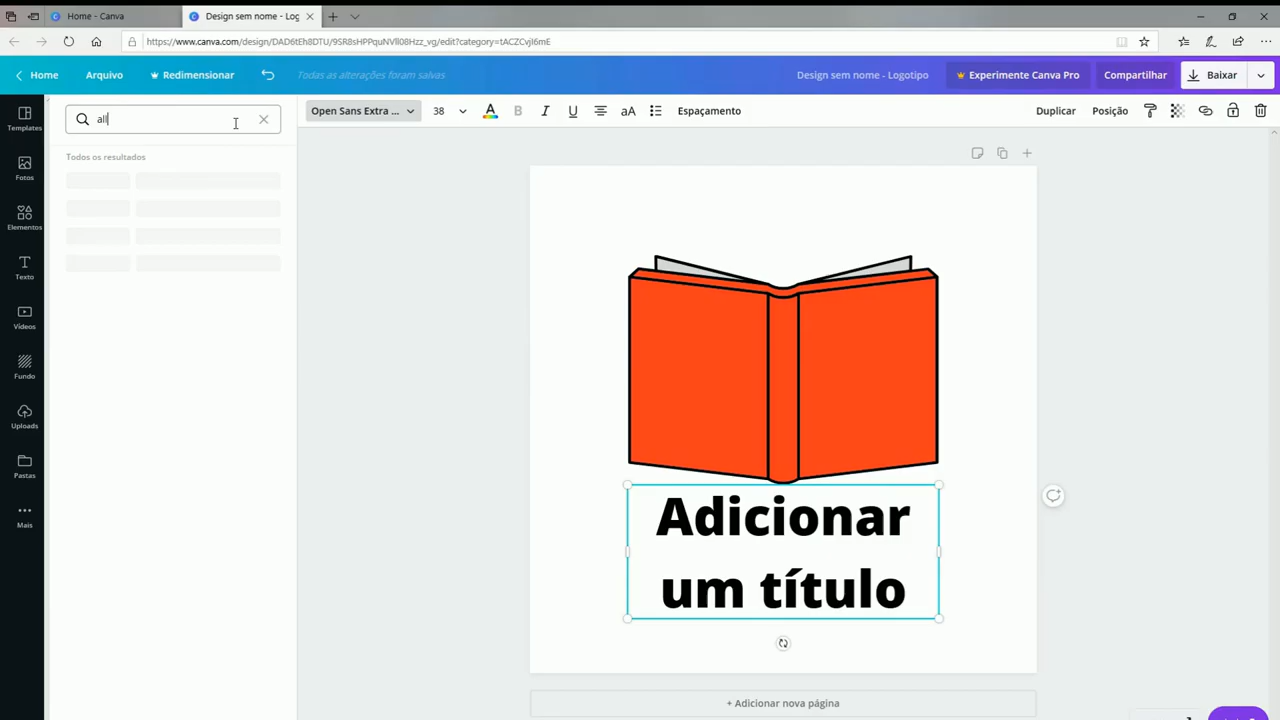 Home - Canva
Design sem nome - Logo
https://www.canva.com/design/DAD6tEh8DTU/9SR8sHPPquNVll08Hzz_vg/edit?category=tACZCvjI6mE
Home
Arquivo
Redimensionar
Todas as alterações foram salvas
Design sem nome - Logotipo
Experimente Canva Pro
Compartilhar
Baixar
Templates
Fotos
Elementos
Texto
Vídeos
Fundo
Uploads
Pastas
Mais
all
Todos os resultados
Open Sans Extra ...
38
A
B
I
U
aA
Espaçamento
Duplicar
Posição
Adicionar
um título
+ Adicionar nova página